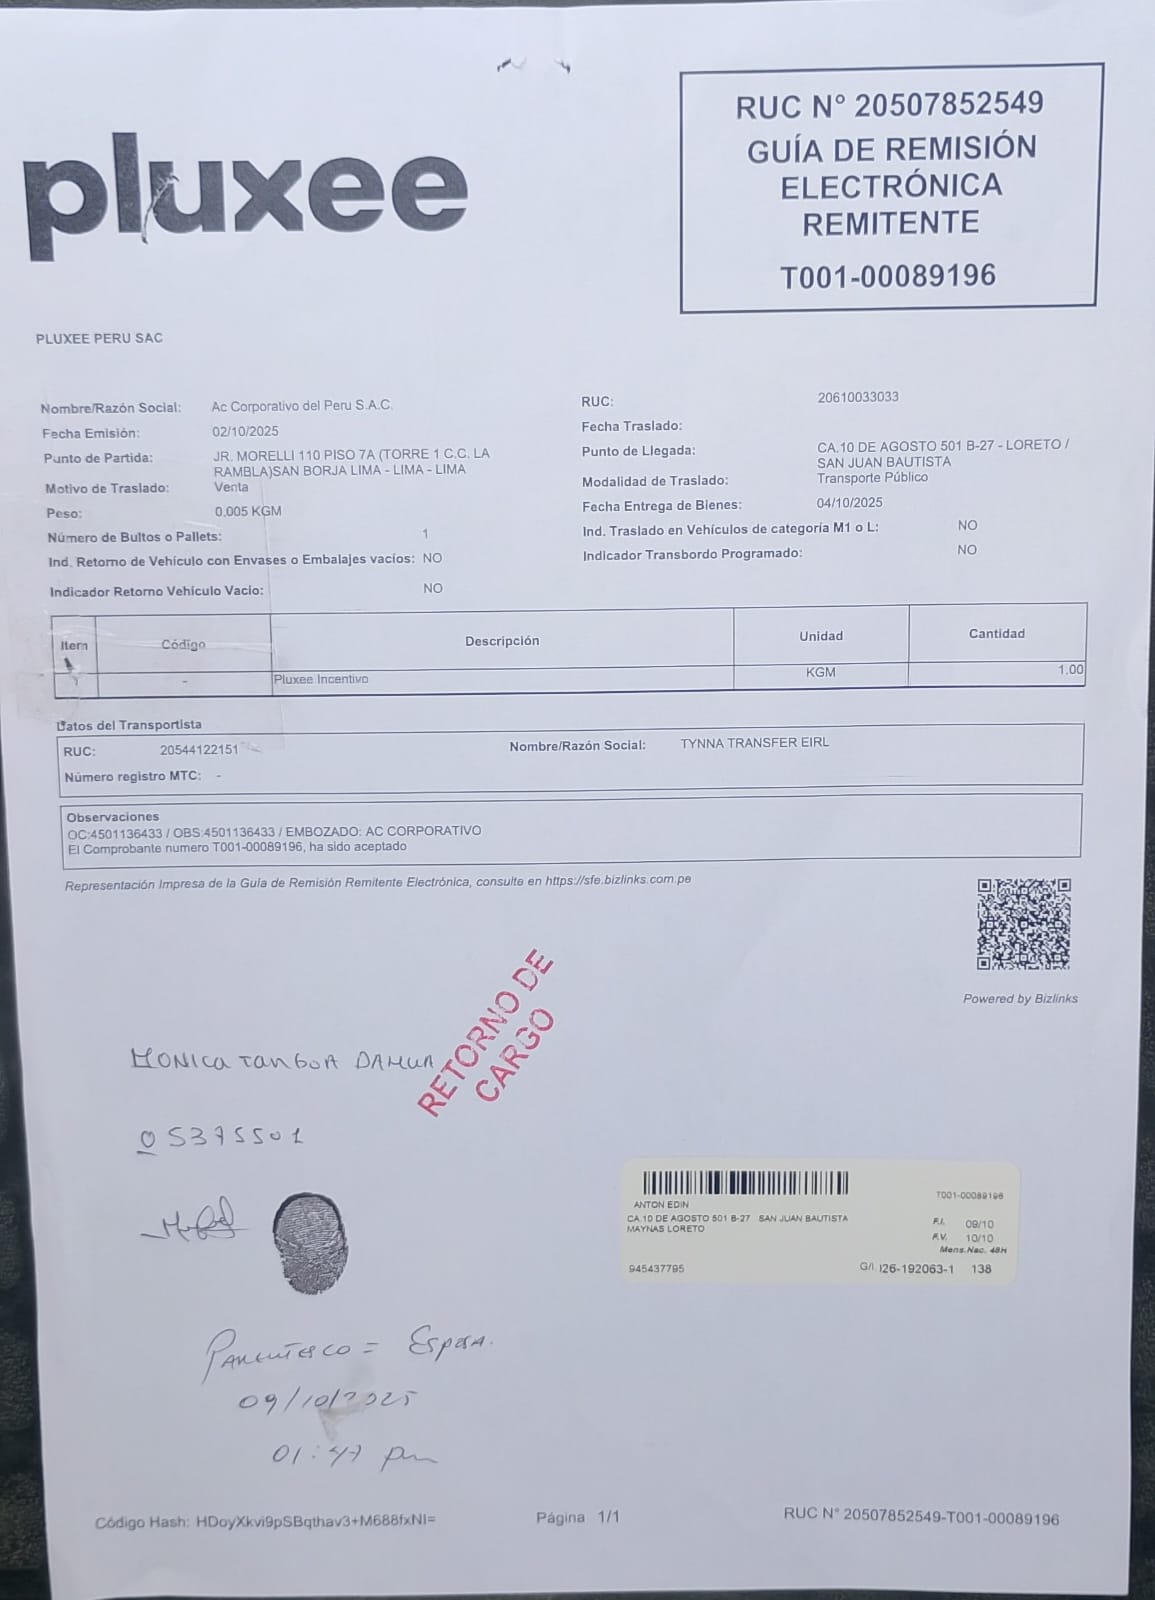 pluxee
RUC N° 20507852549
GUÍA DE REMISIÓN
ELECTRÓNICA
REMITENTE
T001-00089196
PLUXEE PERU SAC
Nombre/Razón Social: Ac Corporativo del Peru S.A.C.
Fecha Emisión: 02/10/2025
Punto de Partida: JR. MORELLI 110 PISO 7A (TORRE 1 C.C. LA
RAMBLA)SAN BORJA LIMA - LIMA - LIMA
Motivo de Traslado: Venta
Peso: 0,005 KGM
Número de Bultos o Pallets: 1
Ind. Retorno de Vehículo con Envases o Embalajes vacíos: NO
Indicador Retorno Vehículo Vacío: NO
RUC: 20610033033
Fecha Traslado:
Punto de Llegada: CA.10 DE AGOSTO 501 B-27 - LORETO /
SAN JUAN BAUTISTA
Modalidad de Traslado: Transporte Público
Fecha Entrega de Bienes: 04/10/2025
Ind. Traslado en Vehículos de categoría M1 o L: NO
Indicador Transbordo Programado: NO
Item Código Descripción Unidad Cantidad
1 - Pluxee Incentivo KGM 1.00
Datos del Transportista
RUC: 20544122151 Nombre/Razón Social: TYNNA TRANSFER EIRL
Número registro MTC: -
Observaciones
OC:4501136433 / OBS:4501136433 / EMBOZADO: AC CORPORATIVO
El Comprobante numero T001-00089196, ha sido aceptado
Representación Impresa de la Guía de Remisión Remitente Electrónica, consulte en https://sfe.bizlinks.com.pe
Powered by Bizlinks
RETORNO DE
CARGO
MONICA TANGOA DAHUA
05375501
T001-00089196
ANTON EDIN
CA.10 DE AGOSTO 501 B-27 SAN JUAN BAUTISTA
MAYNAS LORETO
F.I. 09/10
F.V. 10/10
Mens.Nac. 48H
945437795 G/I. I26-192063-1 138
Parentesco = Esposa.
09/10/2025
01:47 pm
Código Hash: HDoyXkvi9pSBqthav3+M688fxNI= Página 1/1 RUC N° 20507852549-T001-00089196